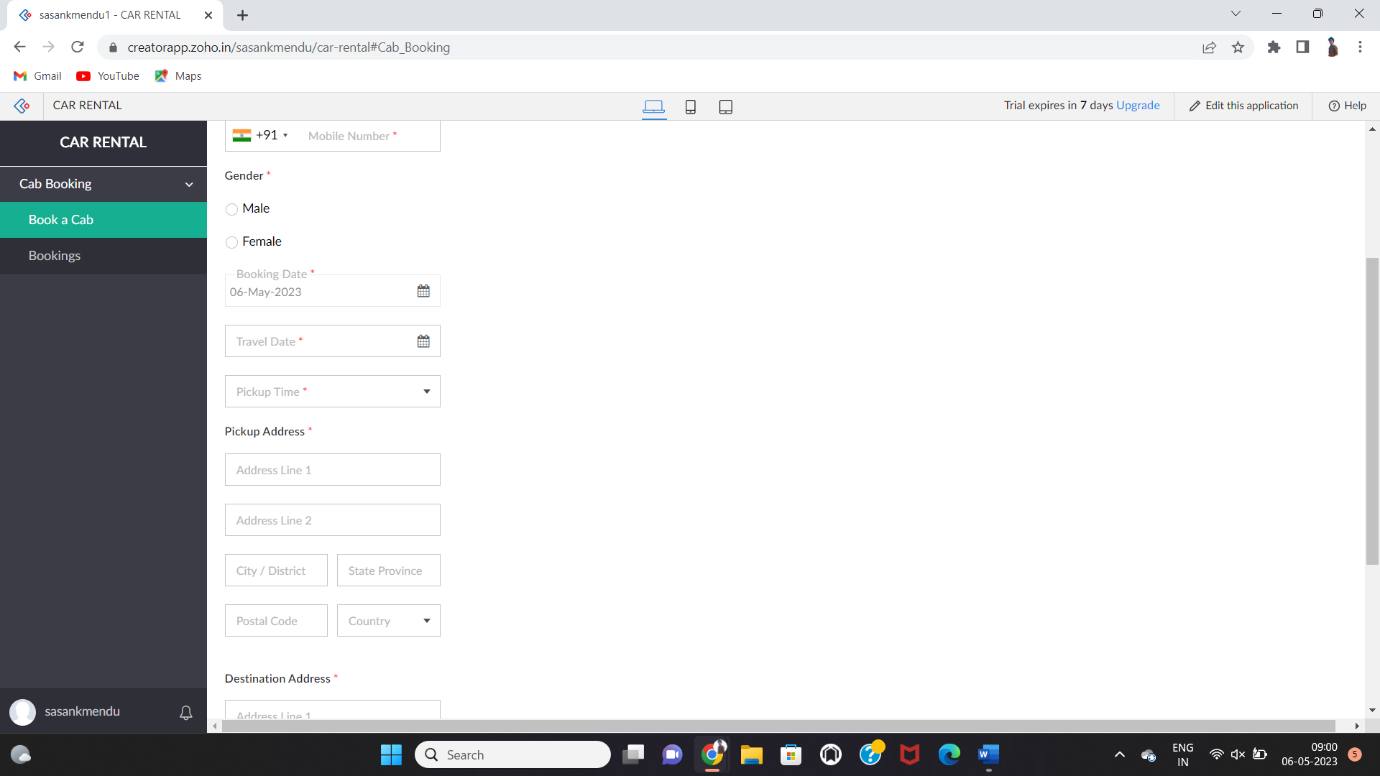 sasankmendu1 - CAR RENTAL
creatorapp.zoho.in/sasankmendu/car-rental#Cab_Booking
Gmail YouTube Maps
CAR RENTAL Trial expires in 7 days Upgrade Edit this application Help
CAR RENTAL
Cab Booking
Book a Cab
Bookings
sasankmendu
+91 Mobile Number *
Gender *
Male
Female
Booking Date *
06-May-2023
Travel Date *
Pickup Time *
Pickup Address *
Address Line 1
Address Line 2
City / District State Province
Postal Code Country
Destination Address *
Address Line 1
Search
ENG
IN
09:00
06-05-2023
5